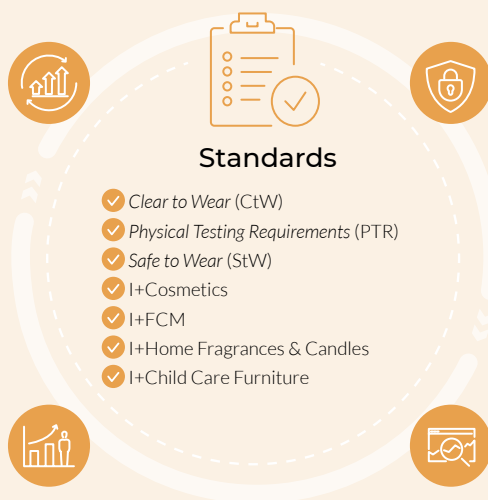 Standards
Clear to Wear (CtW)
Physical Testing Requirements (PTR)
Safe to Wear (StW)
I+Cosmetics
I+FCM
I+Home Fragrances & Candles
I+Child Care Furniture